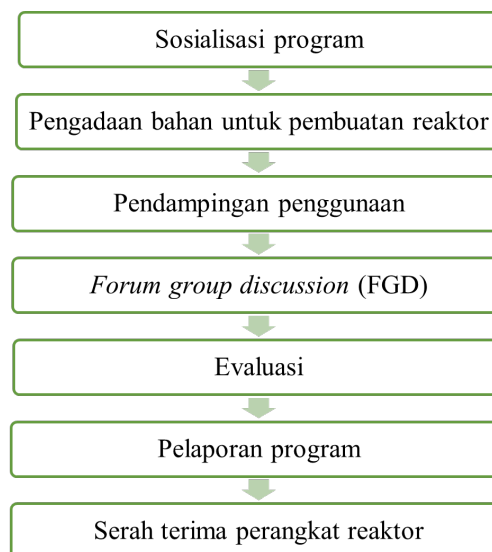 Sosialisasi program
Pengadaan bahan untuk pembuatan reaktor
Pendampingan penggunaan
Forum group discussion (FGD)
Evaluasi
Pelaporan program
Serah terima perangkat reaktor